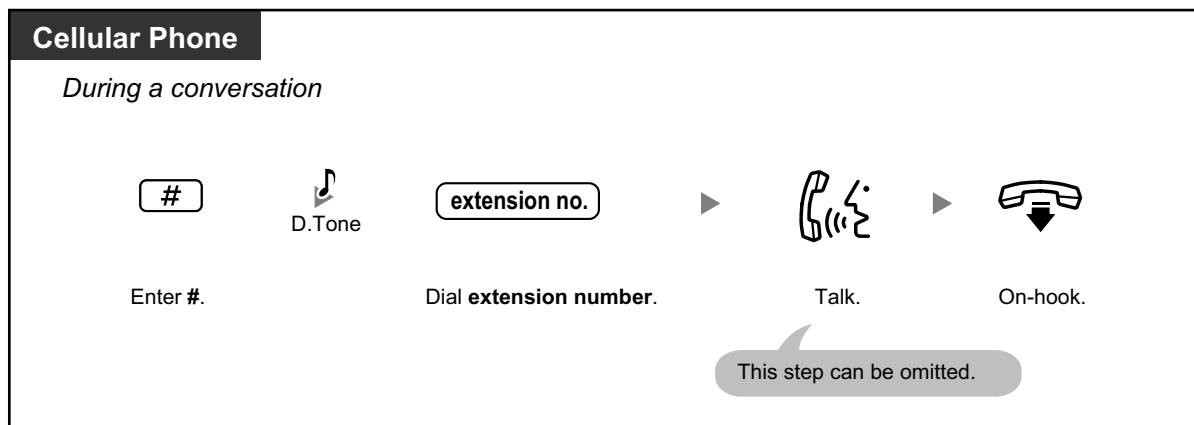 Cellular Phone
During a conversation
#
D.Tone
extension no.
Enter #.
Dial extension number.
Talk.
On-hook.
This step can be omitted.